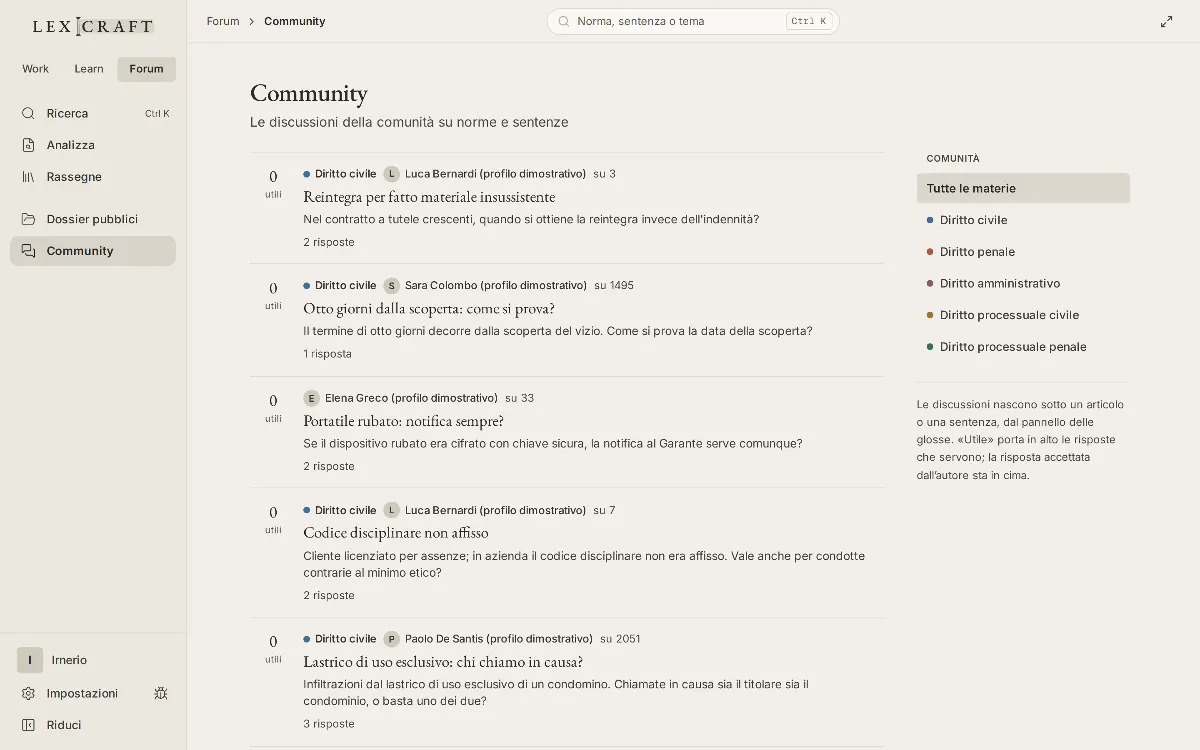 LEXCRAFT
Work Learn Forum
Ricerca Ctrl K
Analizza
Rassegne
Dossier pubblici
Community
I Irnerio
Impostazioni
Riduci
Forum > Community
Norma, sentenza o tema Ctrl K
Community
Le discussioni della comunità su norme e sentenze
0 utili
Diritto civile L Luca Bernardi (profilo dimostrativo) su 3
Reintegra per fatto materiale insussistente
Nel contratto a tutele crescenti, quando si ottiene la reintegra invece dell'indennità?
2 risposte
0 utili
Diritto civile S Sara Colombo (profilo dimostrativo) su 1495
Otto giorni dalla scoperta: come si prova?
Il termine di otto giorni decorre dalla scoperta del vizio. Come si prova la data della scoperta?
1 risposta
0 utili
E Elena Greco (profilo dimostrativo) su 33
Portatile rubato: notifica sempre?
Se il dispositivo rubato era cifrato con chiave sicura, la notifica al Garante serve comunque?
2 risposte
0 utili
Diritto civile L Luca Bernardi (profilo dimostrativo) su 7
Codice disciplinare non affisso
Cliente licenziato per assenze; in azienda il codice disciplinare non era affisso. Vale anche per condotte
contrarie al minimo etico?
2 risposte
0 utili
Diritto civile P Paolo De Santis (profilo dimostrativo) su 2051
Lastrico di uso esclusivo: chi chiamo in causa?
Infiltrazioni dal lastrico di uso esclusivo di un condomino. Chiamate in causa sia il titolare sia il
condominio, o basta uno dei due?
3 risposte
COMUNITÀ
Tutte le materie
Diritto civile
Diritto penale
Diritto amministrativo
Diritto processuale civile
Diritto processuale penale
Le discussioni nascono sotto un articolo
o una sentenza, dal pannello delle
glosse. «Utile» porta in alto le risposte
che servono; la risposta accettata
dall'autore sta in cima.